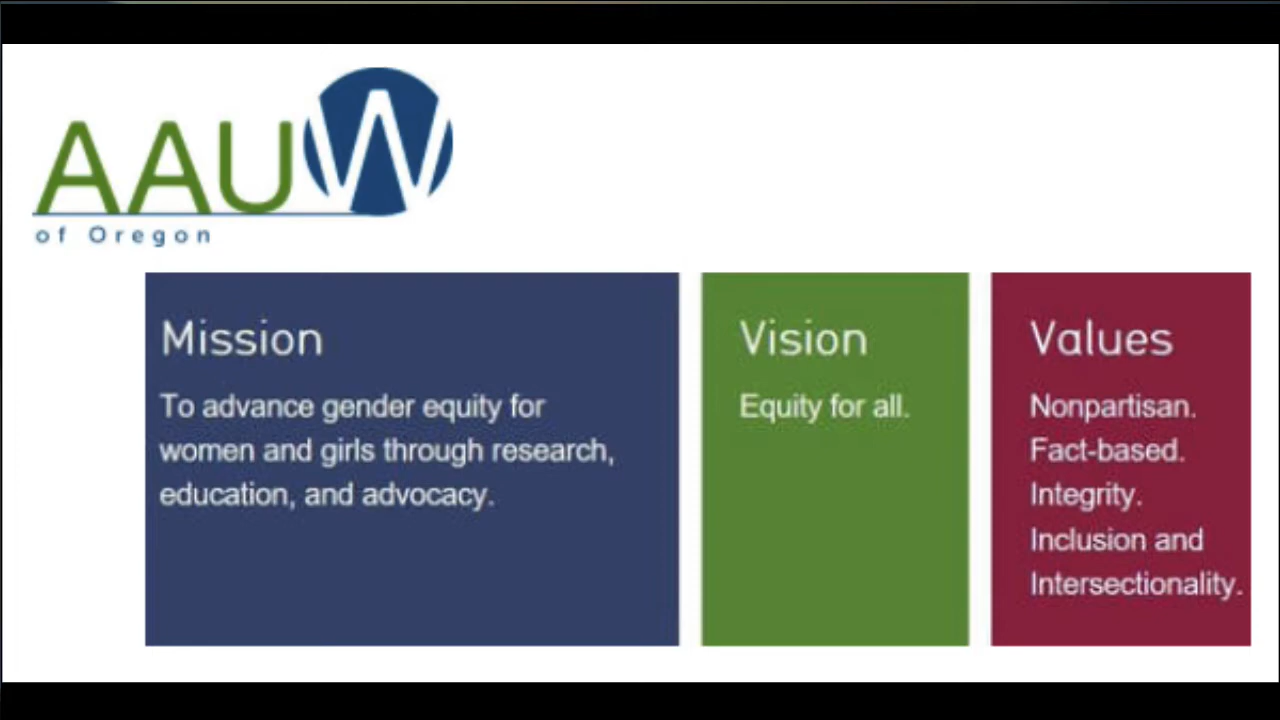 AAUW
of Oregon
Mission
To advance gender equity for
women and girls through research,
education, and advocacy.
Vision
Equity for all.
Values
Nonpartisan.
Fact-based.
Integrity.
Inclusion and
Intersectionality.